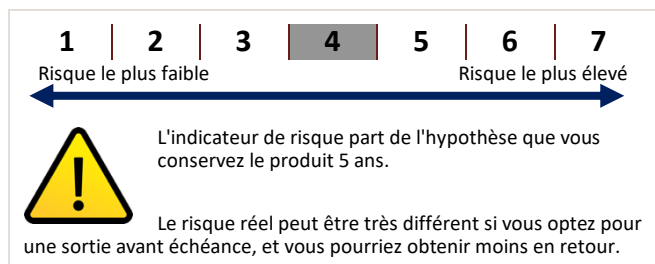 1 2 3 4 5 6 7
Risque le plus faible Risque le plus élevé
L'indicateur de risque part de l'hypothèse que vous
conservez le produit 5 ans.
Le risque réel peut être très différent si vous optez pour
une sortie avant échéance, et vous pourriez obtenir moins en retour.